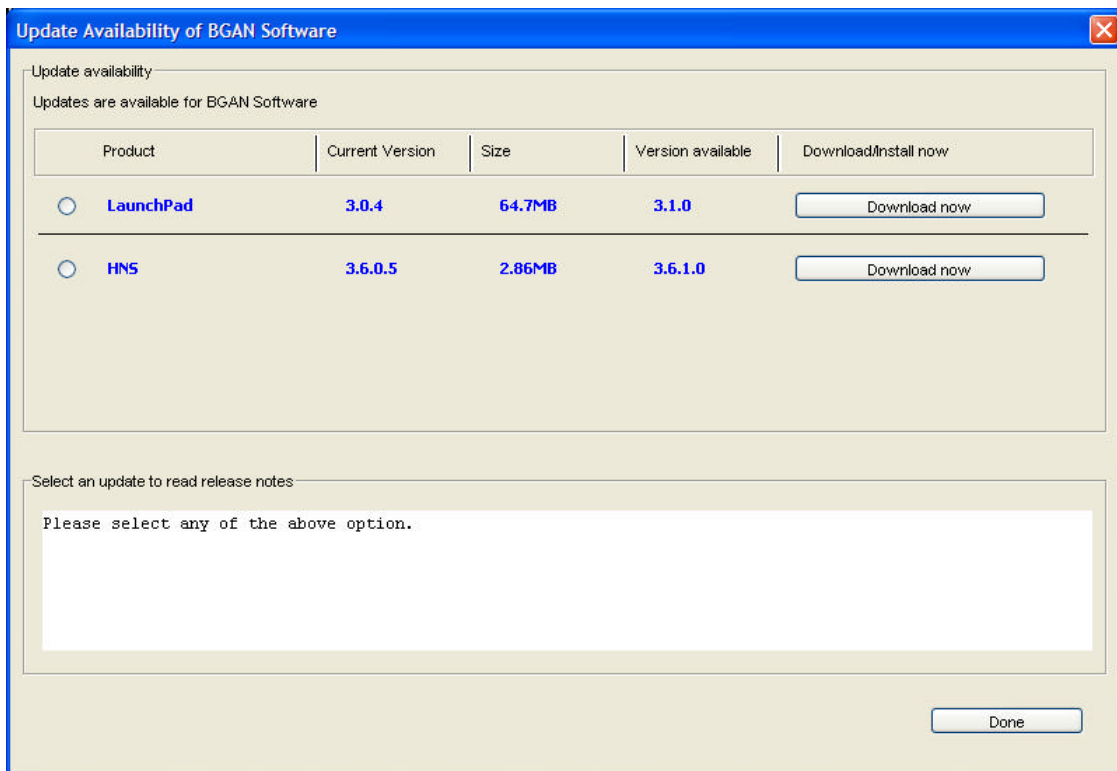 Update Availability of BGAN Software
Update availability
Updates are available for BGAN Software
Product Current Version Size Version available Download/Install now
LaunchPad 3.0.4 64.7MB 3.1.0 Download now
HNS 3.6.0.5 2.86MB 3.6.1.0 Download now
Select an update to read release notes
Please select any of the above option.
Done